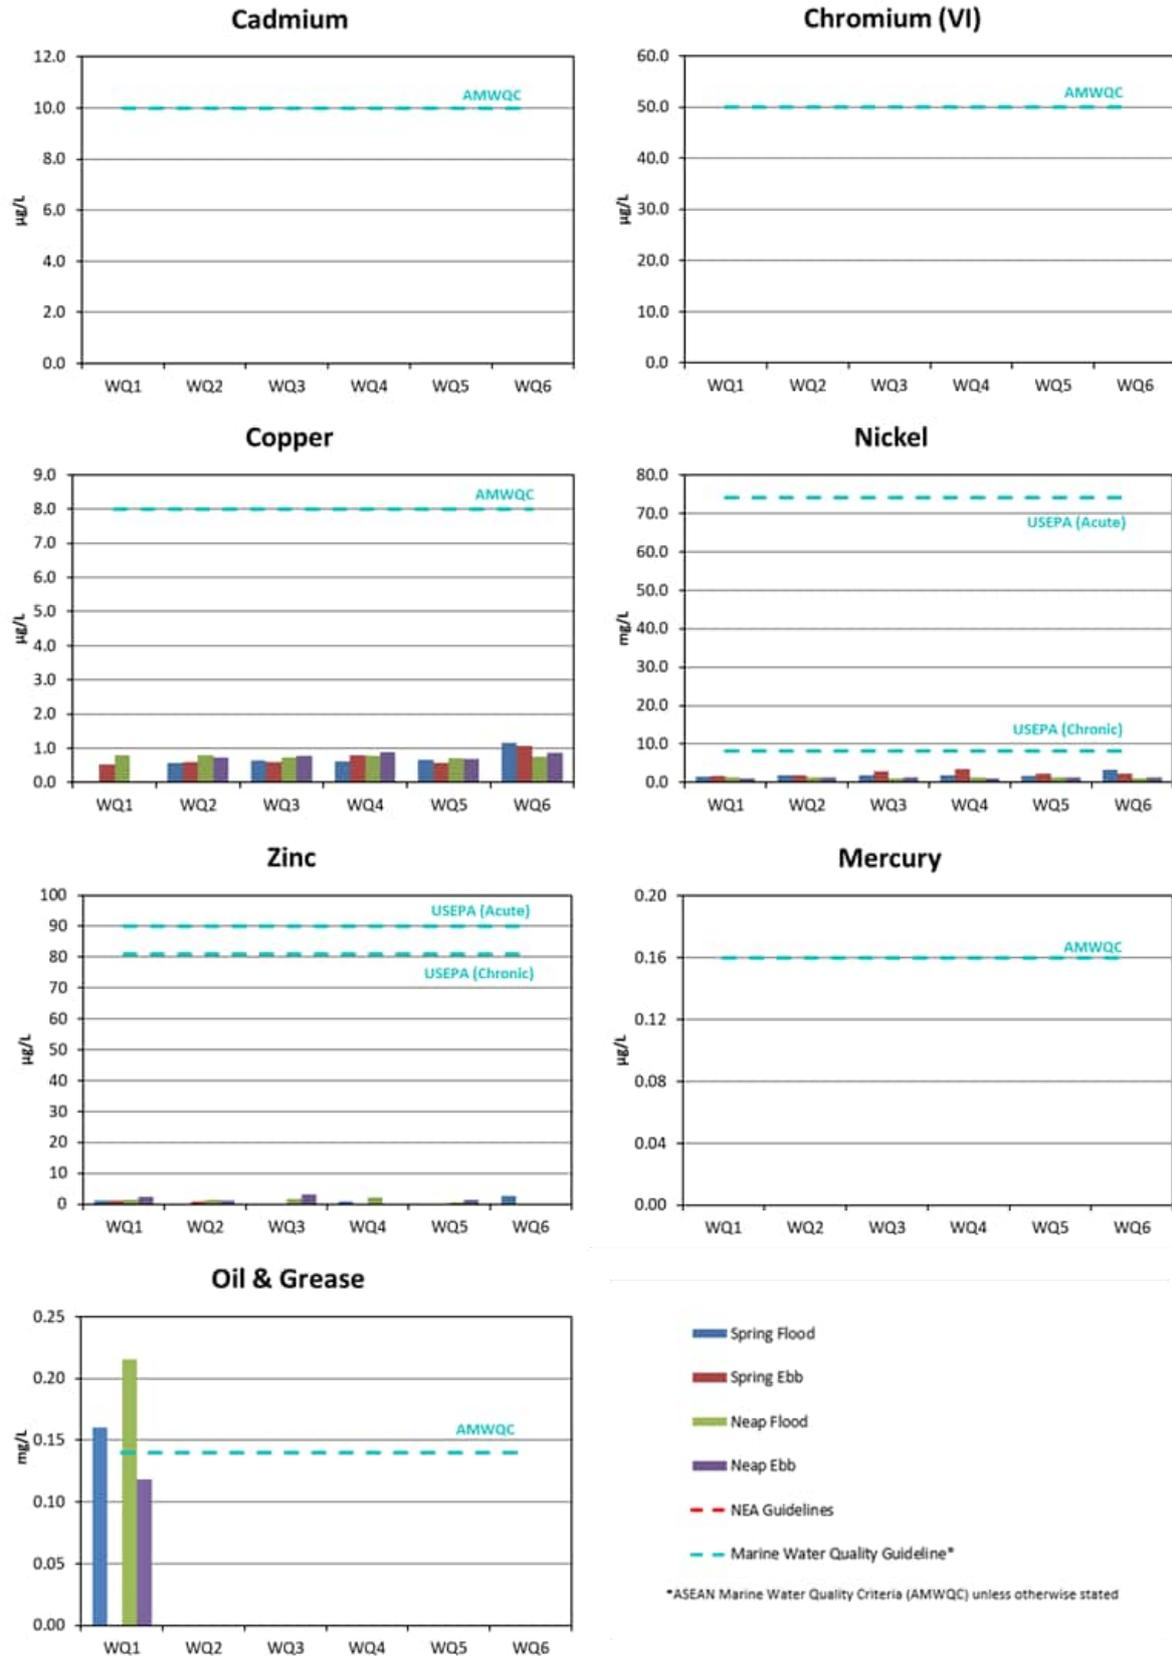 Cadmium
12.0
10.0
8.0
6.0
4.0
2.0
0.0
µg/L
AMWQC
WQ1 WQ2 WQ3 WQ4 WQ5 WQ6
Chromium (VI)
60.0
50.0
40.0
30.0
20.0
10.0
0.0
µg/L
AMWQC
WQ1 WQ2 WQ3 WQ4 WQ5 WQ6
Copper
9.0
8.0
7.0
6.0
5.0
4.0
3.0
2.0
1.0
0.0
µg/L
AMWQC
WQ1 WQ2 WQ3 WQ4 WQ5 WQ6
Nickel
80.0
70.0
60.0
50.0
40.0
30.0
20.0
10.0
0.0
mg/L
USEPA (Acute)
USEPA (Chronic)
WQ1 WQ2 WQ3 WQ4 WQ5 WQ6
Zinc
100
90
80
70
60
50
40
30
20
10
0
µg/L
USEPA (Acute)
USEPA (Chronic)
WQ1 WQ2 WQ3 WQ4 WQ5 WQ6
Mercury
0.20
0.16
0.12
0.08
0.04
0.00
µg/L
AMWQC
WQ1 WQ2 WQ3 WQ4 WQ5 WQ6
Oil & Grease
0.25
0.20
0.15
0.10
0.05
0.00
mg/L
AMWQC
WQ1 WQ2 WQ3 WQ4 WQ5 WQ6
Spring Flood
Spring Ebb
Neap Flood
Neap Ebb
NEA Guidelines
Marine Water Quality Guideline*
*ASEAN Marine Water Quality Criteria (AMWQC) unless otherwise stated